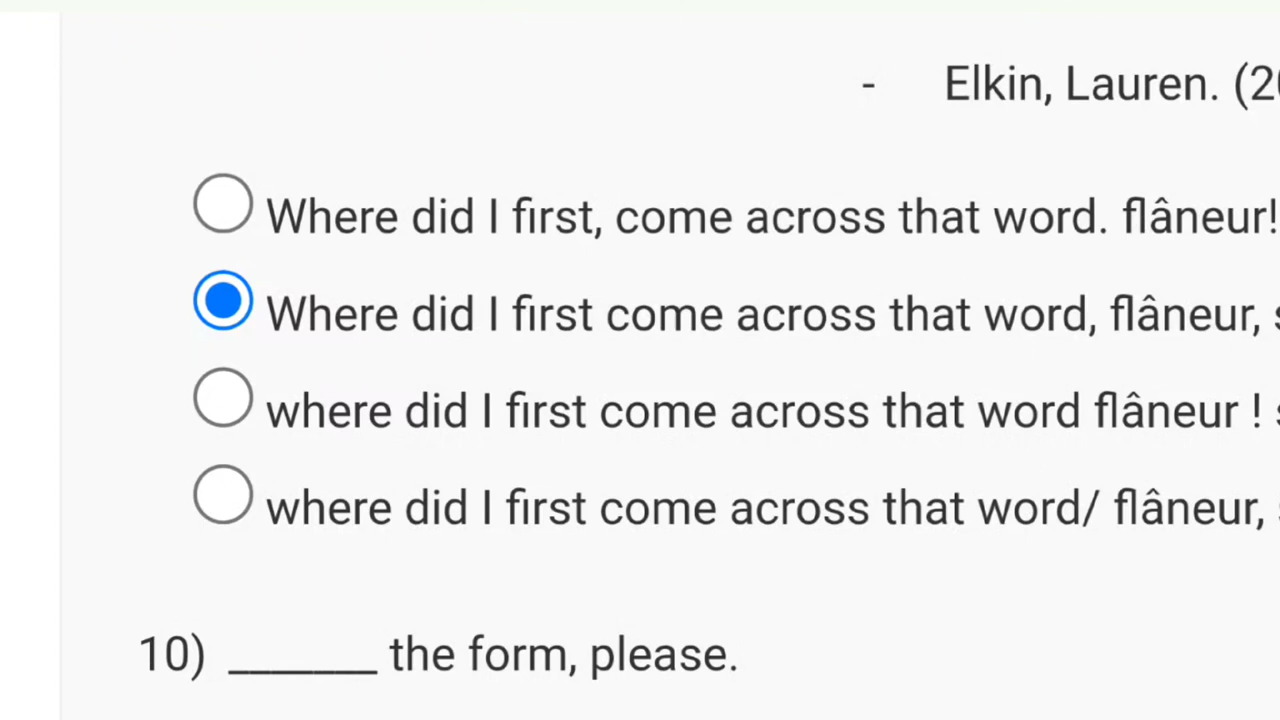 - Elkin, Lauren.
Where did I first, come across that word. flâneur!
Where did I first come across that word, flâneur,
where did I first come across that word flâneur !
where did I first come across that word/ flâneur,
10) _______ the form, please.